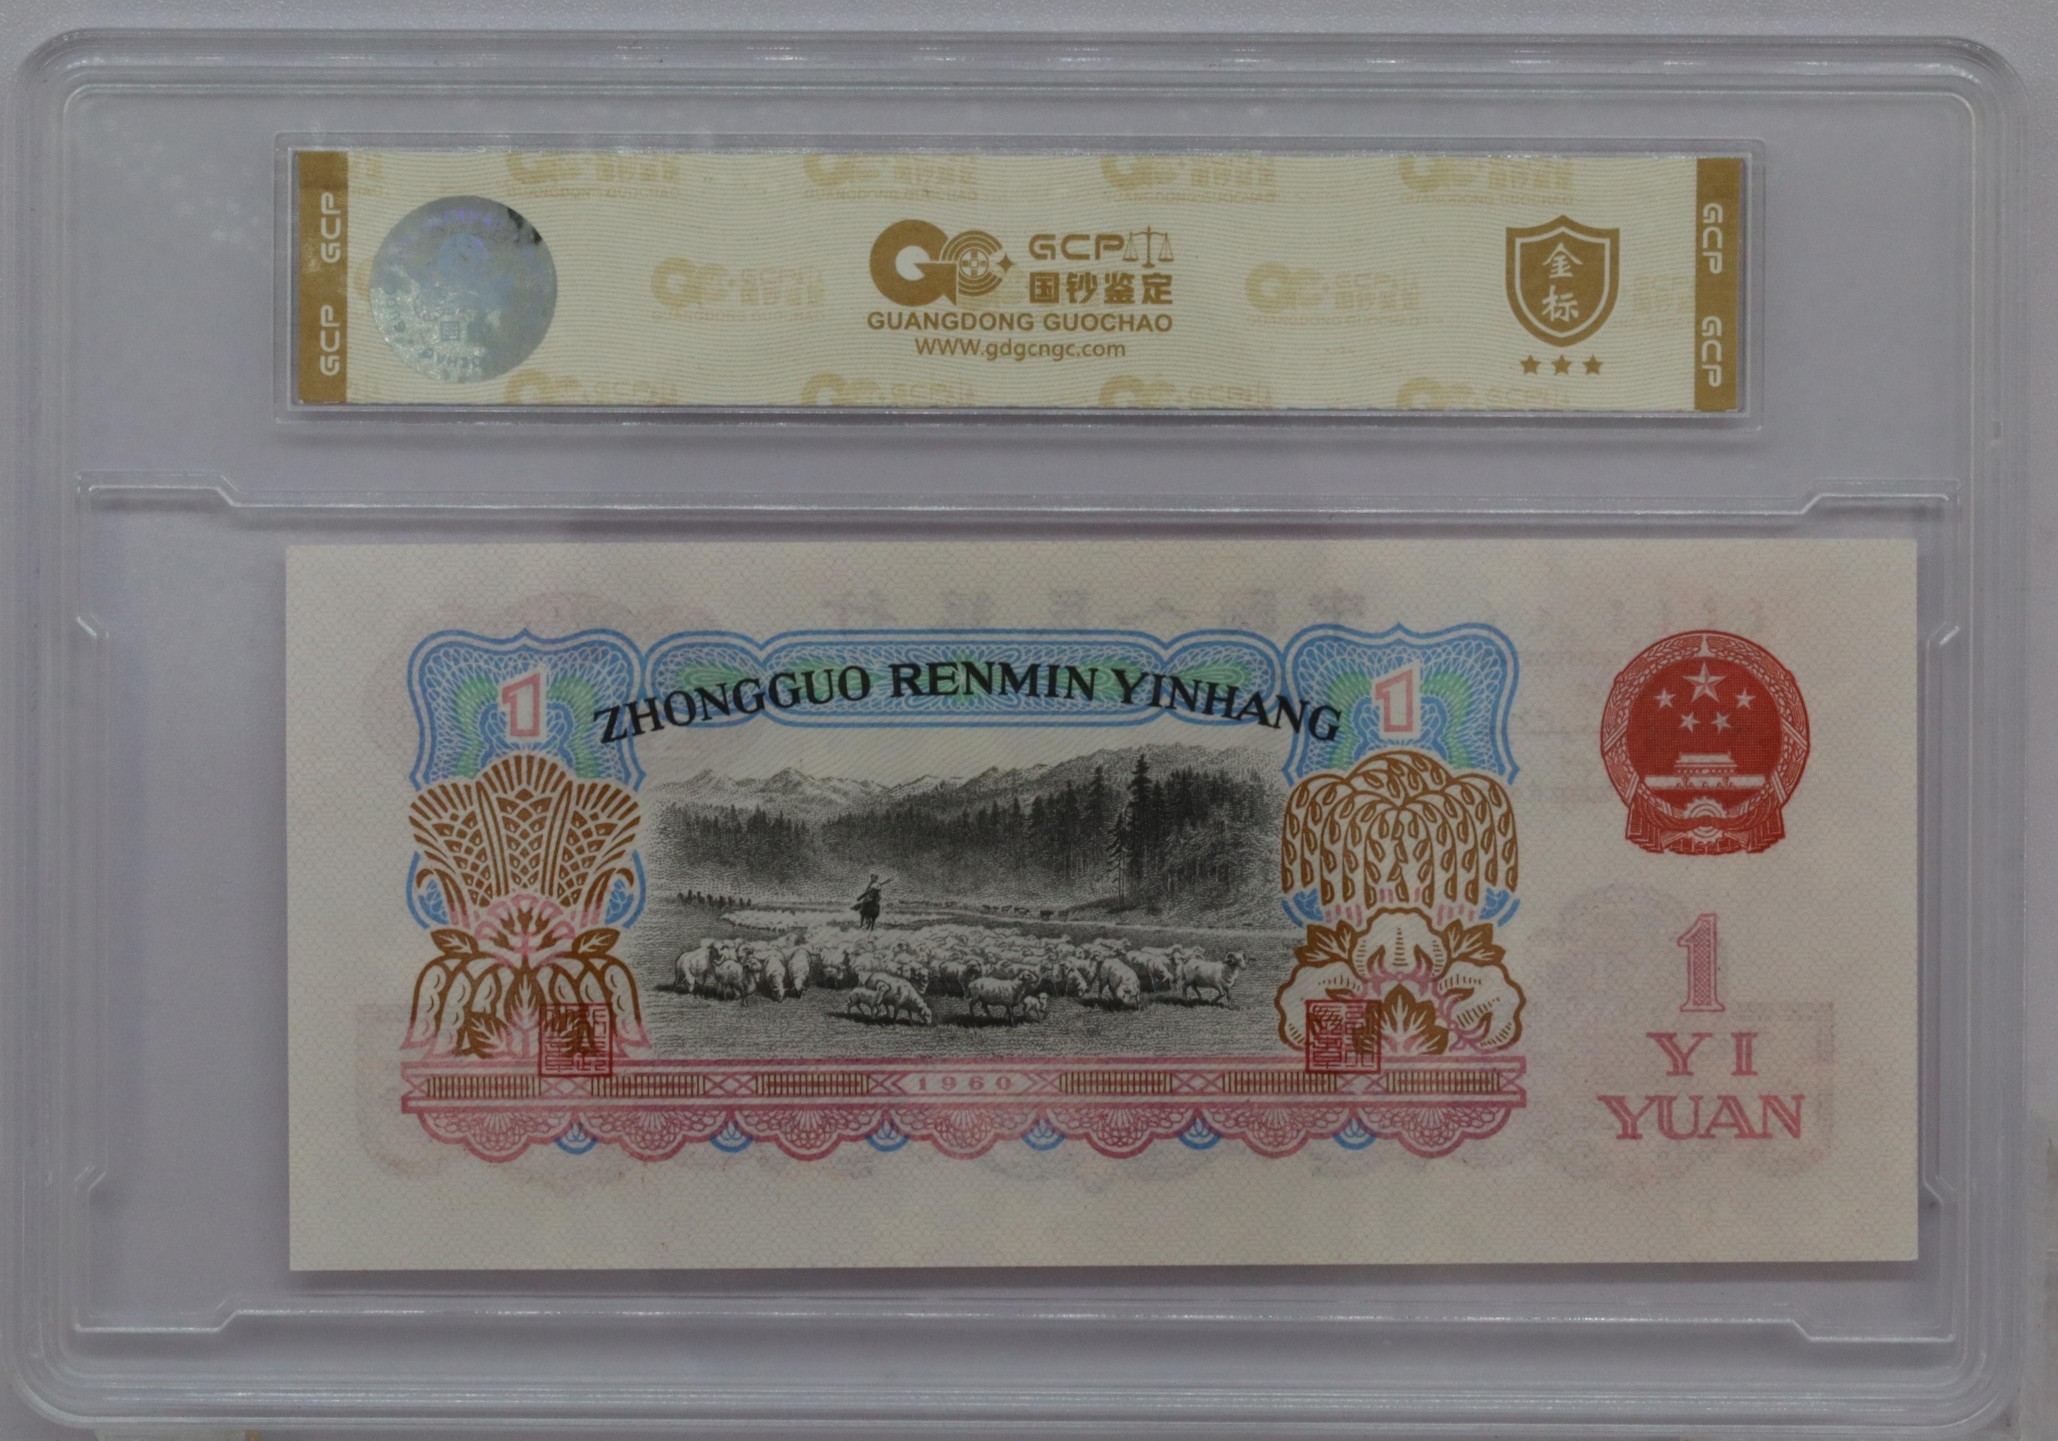 GCP GCP
GCP
国钞鉴定
GUANGDONG GUOCHAO
www.gdgcngc.com
金
标
GCP GCP
ZHONGGUO RENMIN YINHANG
1
1
1
YI
YUAN
1960